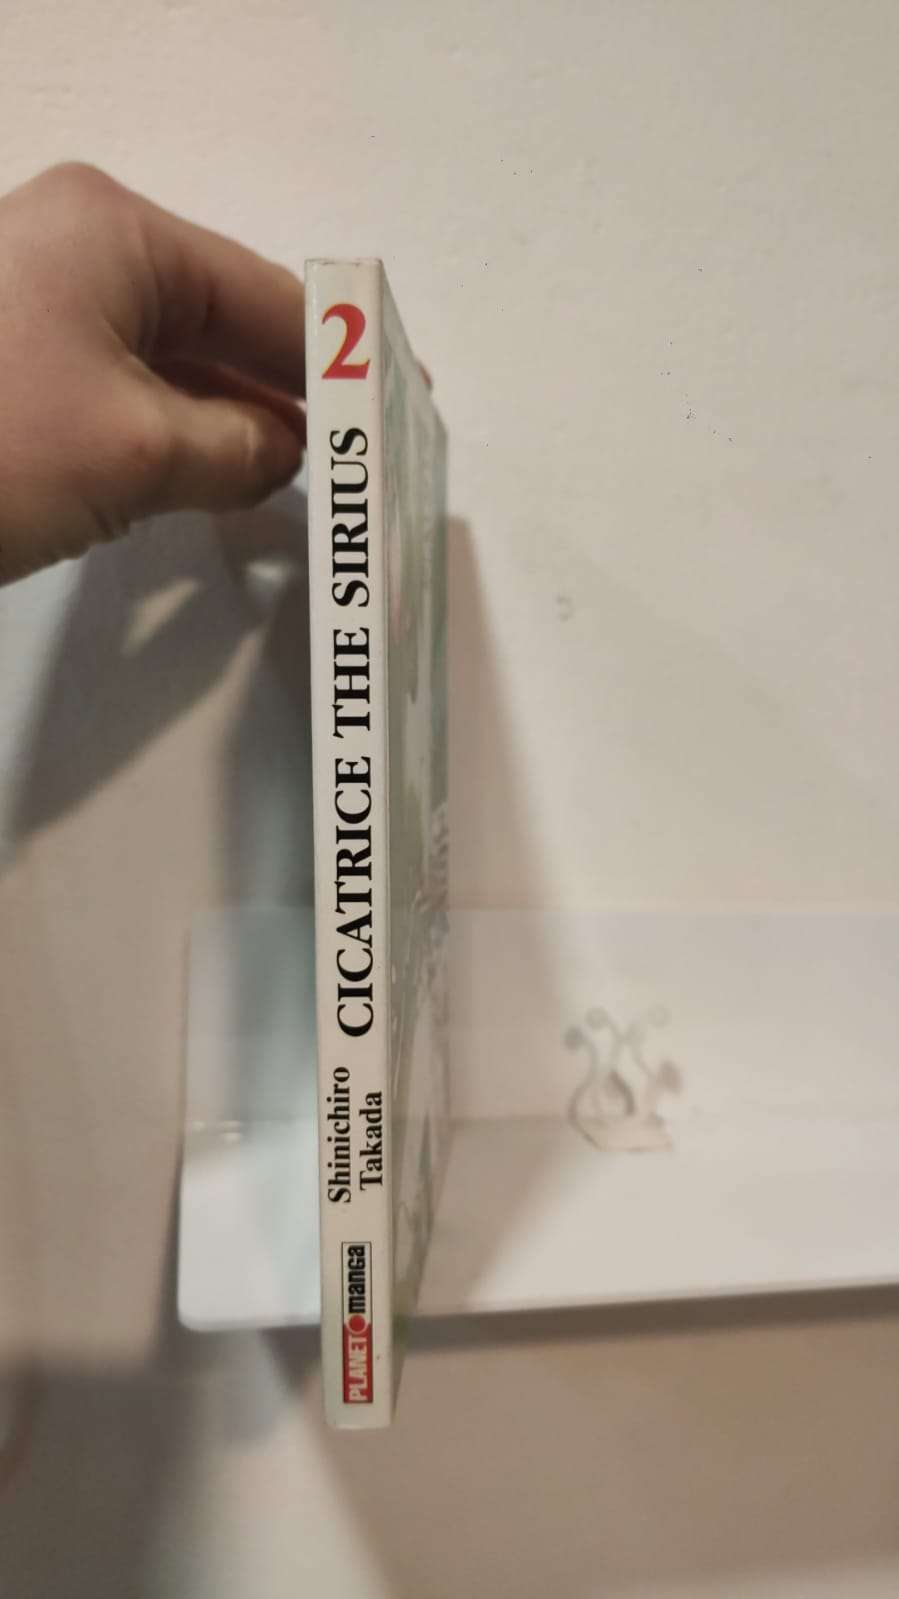 2
CICATRICE THE SIRIUS
Shinichiro
Takada
PLANET manga